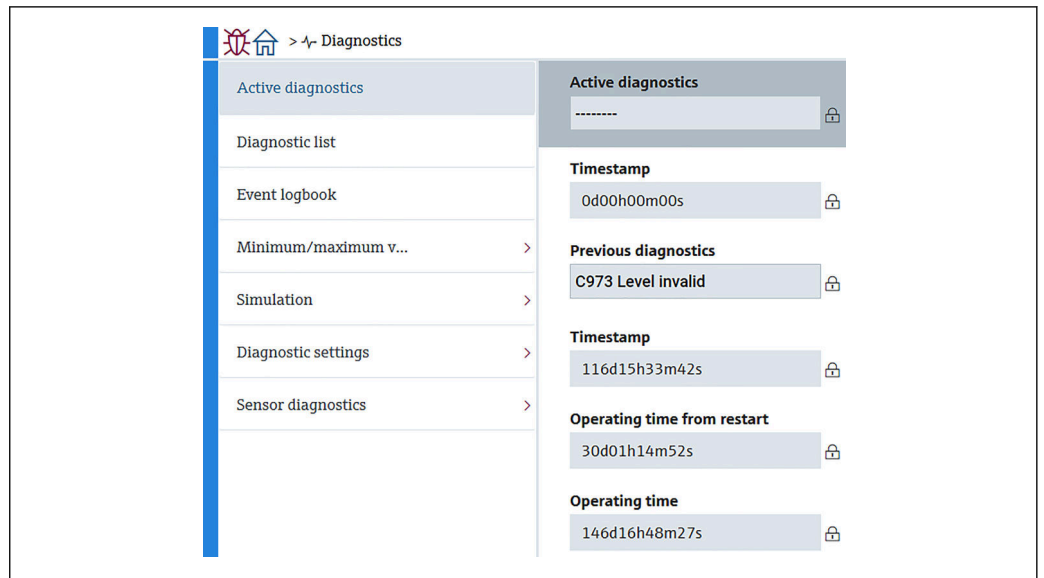 > Diagnostics
Active diagnostics
Diagnostic list
Event logbook
Minimum/maximum v...
Simulation
Diagnostic settings
Sensor diagnostics
Active diagnostics
--------
Timestamp
0d00h00m00s
Previous diagnostics
C973 Level invalid
Timestamp
116d15h33m42s
Operating time from restart
30d01h14m52s
Operating time
146d16h48m27s